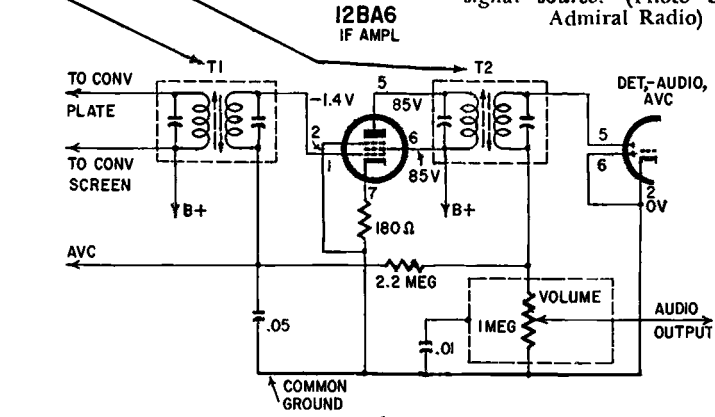 12BA6
IF AMPL
signal source. (Photo
Admiral Radio)
T1
T2
TO CONV
PLATE
TO CONV
SCREEN
-1.4V
5
85V
2
1
6
85V
7
180Ω
B+
B+
DET,-AUDIO,
AVC
5
6
2
0V
AVC
2.2 MEG
.05
.01
1MEG
VOLUME
AUDIO
OUTPUT
COMMON
GROUND